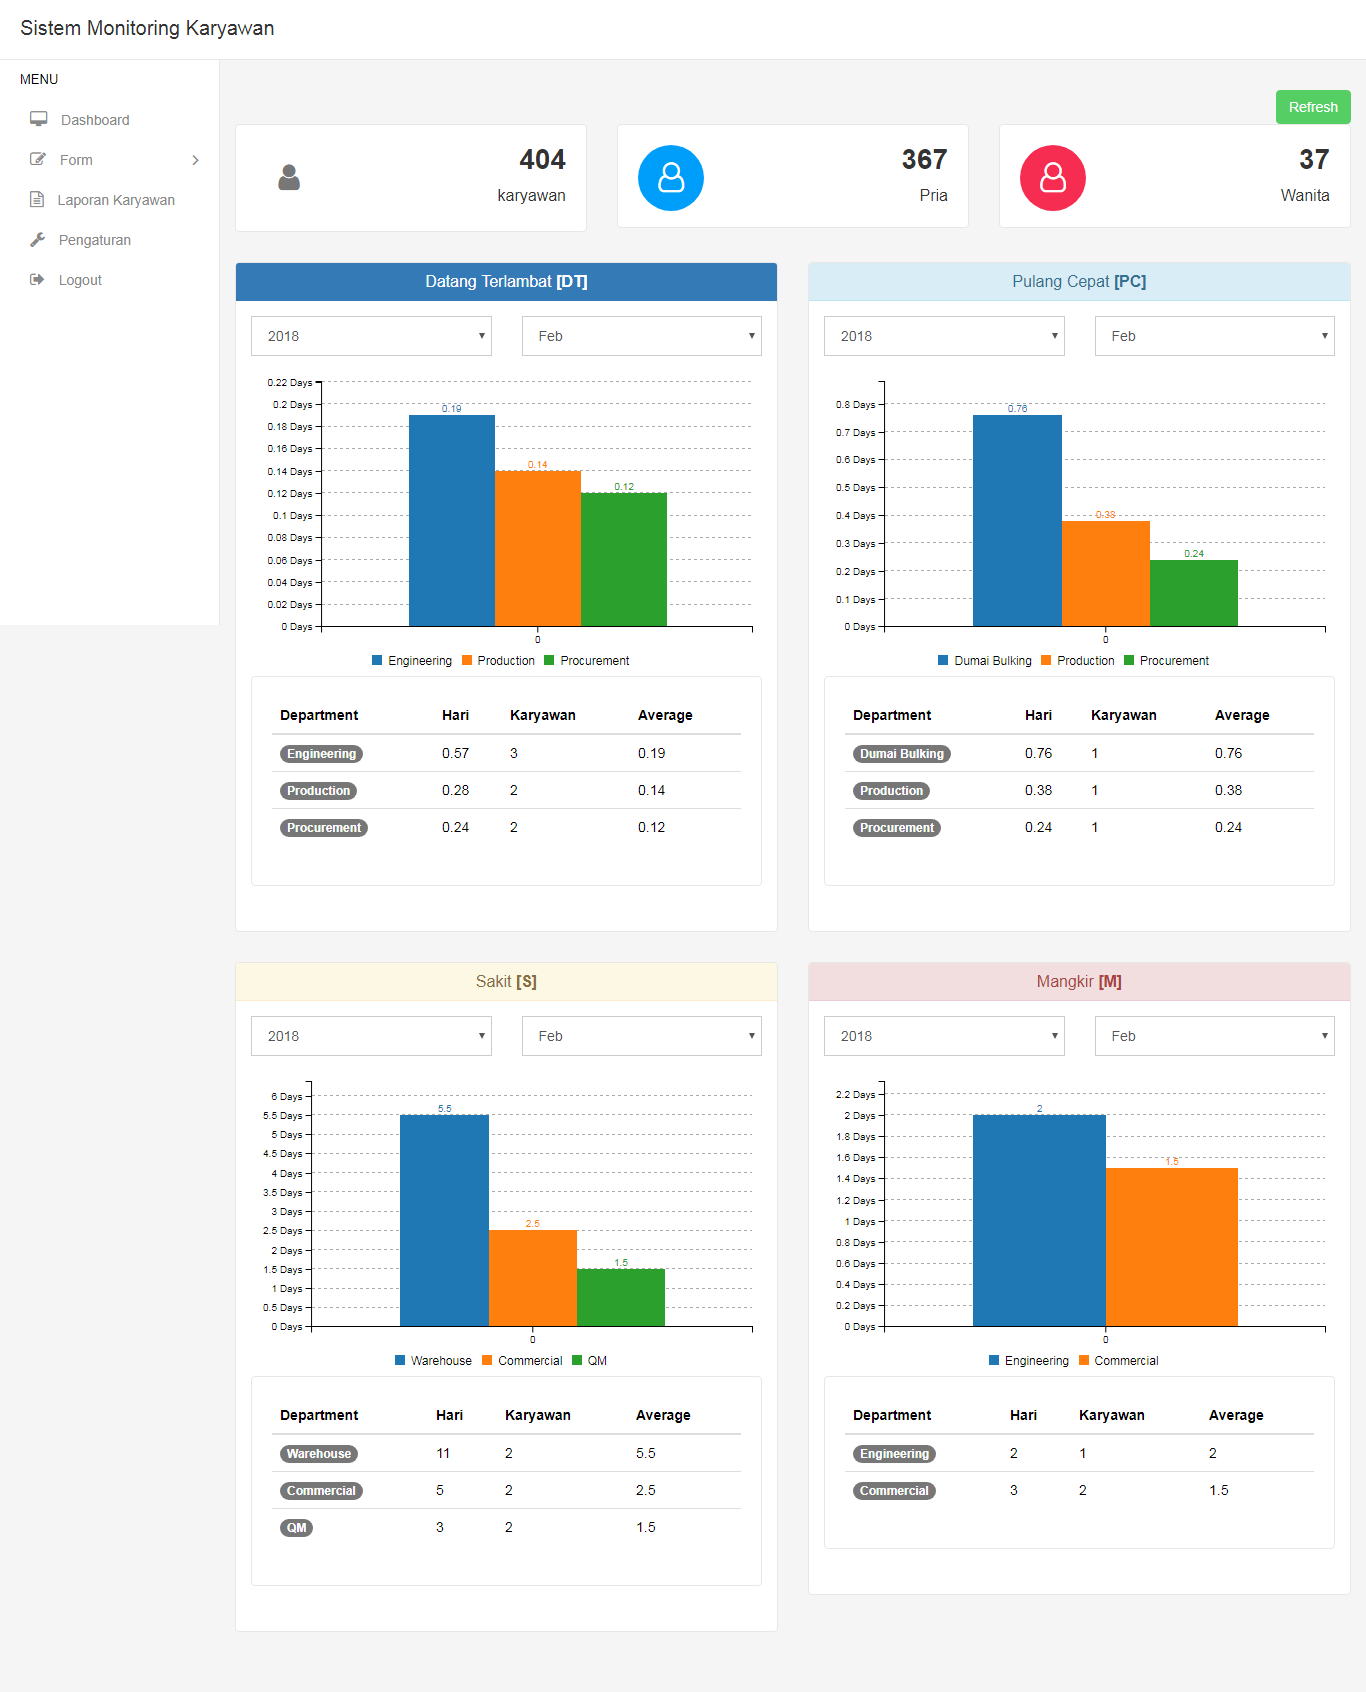 Sistem Monitoring Karyawan
MENU
Dashboard
Form
Laporan Karyawan
Pengaturan
Logout
Refresh
404
karyawan
367
Pria
37
Wanita
Datang Terlambat [DT]
2018
Feb
0.22 Days
0.2 Days
0.18 Days
0.16 Days
0.14 Days
0.12 Days
0.1 Days
0.08 Days
0.06 Days
0.04 Days
0.02 Days
0 Days
0.19
0.14
0.12
0
Engineering Production Procurement
Department Hari Karyawan Average
Engineering 0.57 3 0.19
Production 0.28 2 0.14
Procurement 0.24 2 0.12
Pulang Cepat [PC]
2018
Feb
0.8 Days
0.7 Days
0.6 Days
0.5 Days
0.4 Days
0.3 Days
0.2 Days
0.1 Days
0 Days
0.76
0.38
0.24
0
Dumai Bulking Production Procurement
Department Hari Karyawan Average
Dumai Bulking 0.76 1 0.76
Production 0.38 1 0.38
Procurement 0.24 1 0.24
Sakit [S]
2018
Feb
6 Days
5.5 Days
5 Days
4.5 Days
4 Days
3.5 Days
3 Days
2.5 Days
2 Days
1.5 Days
1 Days
0.5 Days
0 Days
5.5
2.5
1.5
0
Warehouse Commercial QM
Department Hari Karyawan Average
Warehouse 11 2 5.5
Commercial 5 2 2.5
QM 3 2 1.5
Mangkir [M]
2018
Feb
2.2 Days
2 Days
1.8 Days
1.6 Days
1.4 Days
1.2 Days
1 Days
0.8 Days
0.6 Days
0.4 Days
0.2 Days
0 Days
2
1.5
0
Engineering Commercial
Department Hari Karyawan Average
Engineering 2 1 2
Commercial 3 2 1.5